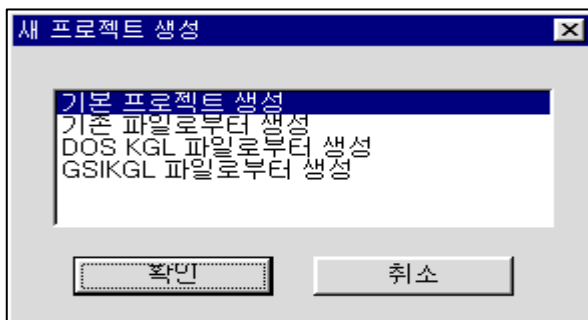 새 프로젝트 생성
기본 프로젝트 생성
기존 파일로부터 생성
DOS KGL 파일로부터 생성
GSIKGL 파일로부터 생성
확인 취소